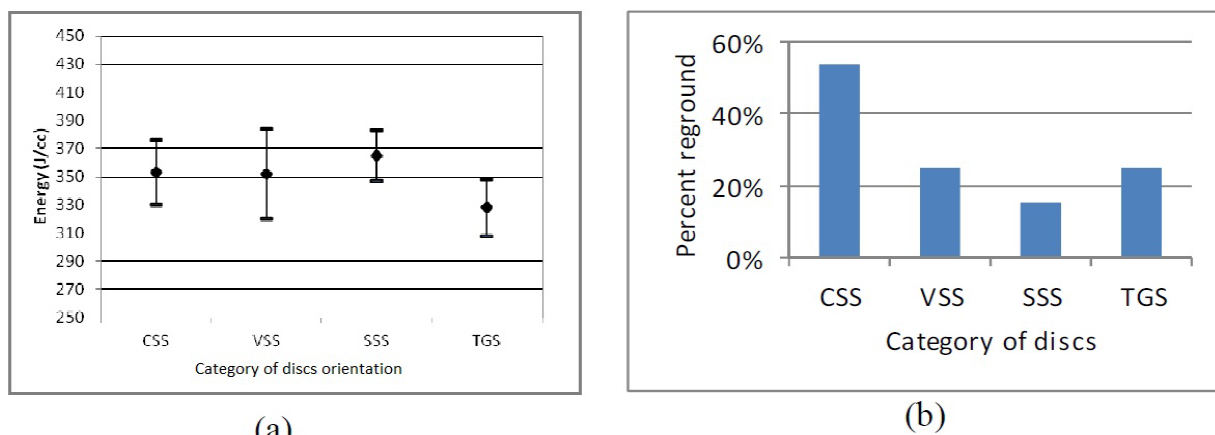 450
430
410
390
370
350
330
310
290
270
250
Energy (J/cc)
CSS VSS SSS TGS
Category of discs orientation
(a)
60%
40%
20%
0%
Percent reground
CSS VSS SSS TGS
Category of discs
(b)